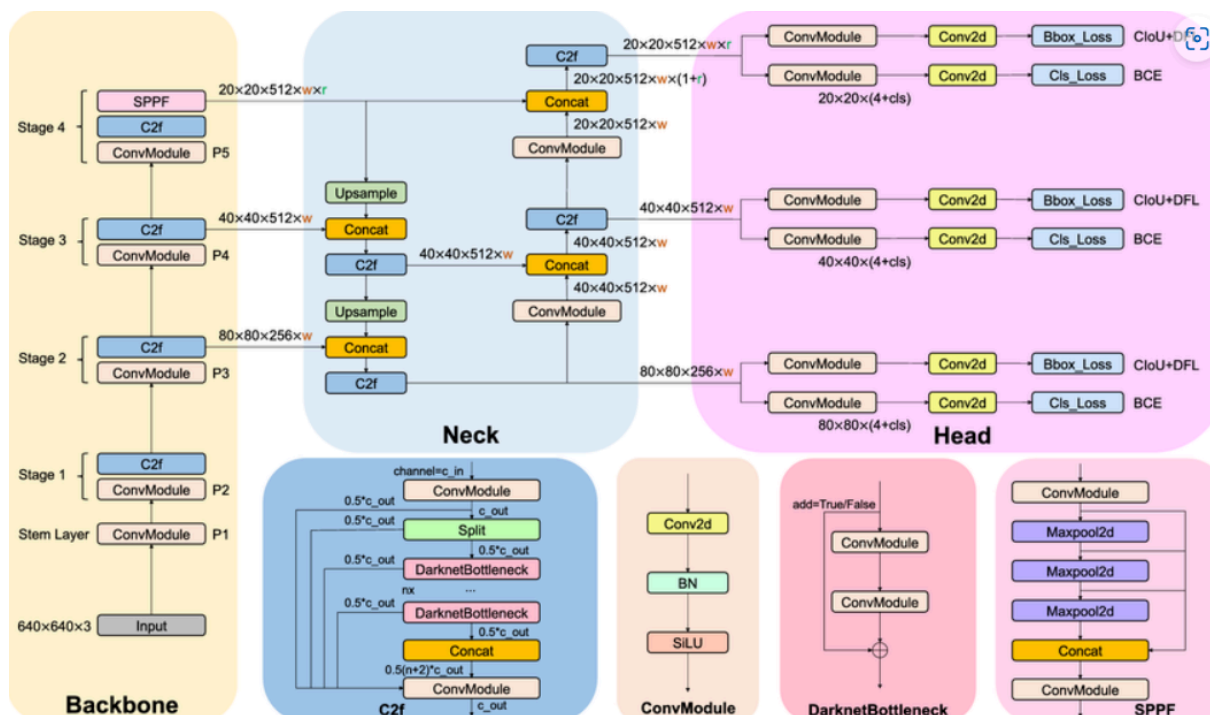 Stage 4
SPPF
C2f
ConvModule
P5
20×20×512×w×r
Stage 3
C2f
ConvModule
P4
40×40×512×w
Stage 2
C2f
ConvModule
P3
80×80×256×w
Stage 1
C2f
ConvModule
P2
Stem Layer
ConvModule
P1
640×640×3
Input
Backbone
Upsample
Concat
C2f
40×40×512×w
Upsample
Concat
C2f
C2f
20×20×512×w×r
20×20×512×w×(1+r)
Concat
20×20×512×w
ConvModule
C2f
40×40×512×w
40×40×512×w
Concat
40×40×512×w
ConvModule
80×80×256×w
Neck
ConvModule
Conv2d
Bbox_Loss
CIoU+
ConvModule
Conv2d
Cls_Loss
BCE
20×20×(4+cls)
ConvModule
Conv2d
Bbox_Loss
CIoU+DFL
ConvModule
Conv2d
Cls_Loss
BCE
40×40×(4+cls)
ConvModule
Conv2d
Bbox_Loss
CIoU+DFL
ConvModule
Conv2d
Cls_Loss
BCE
80×80×(4+cls)
Head
channel=c_in
ConvModule
0.5*c_out
c_out
0.5*c_out
Split
0.5*c_out
0.5*c_out
DarknetBottleneck
nx
...
0.5*c_out
DarknetBottleneck
0.5*c_out
Concat
0.5(n+2)*c_out
ConvModule
C2f
c_out
Conv2d
BN
SiLU
ConvModule
add=True/False
ConvModule
ConvModule
DarknetBottleneck
ConvModule
Maxpool2d
Maxpool2d
Maxpool2d
Concat
ConvModule
SPPF